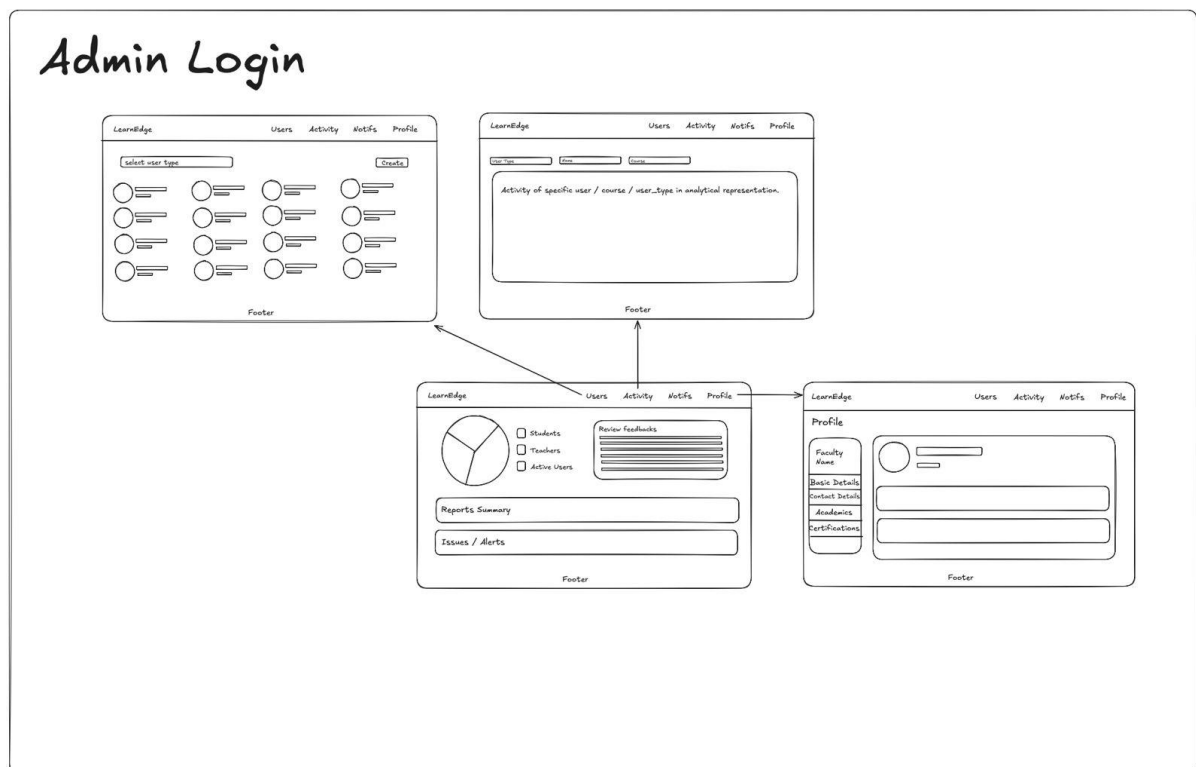 Admin Login
LearnEdge Users Activity Notifs Profile
select user type Create
Footer
LearnEdge Users Activity Notifs Profile
User Type Name Course
Activity of specific user / course / user_type in analytical representation.
Footer
LearnEdge Users Activity Notifs Profile
Students
Teachers
Active Users
Review feedbacks
Reports Summary
Issues / Alerts
Footer
LearnEdge Users Activity Notifs Profile
Profile
Faculty
Name
Basic Details
Contact Details
Academics
Certifications
Footer